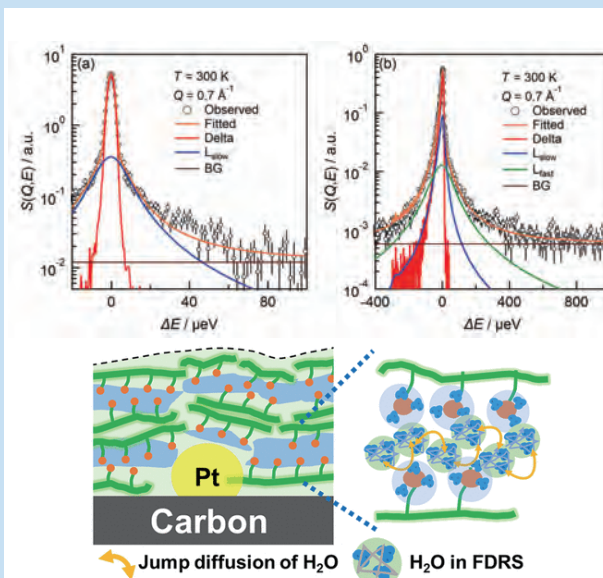 (a)
T = 300 K
Q = 0.7 Å⁻¹
Observed
Fitted
Delta
L_slow
BG
S(Q,E) / a.u.
10¹
10⁰
10⁻¹
10⁻²
0
40
80
ΔE / μeV
(b)
T = 300 K
Q = 0.7 Å⁻¹
Observed
Fitted
Delta
L_slow
L_fast
BG
S(Q,E) / a.u.
10⁰
10⁻¹
10⁻²
10⁻³
10⁻⁴
-400
0
400
800
ΔE / μeV
Pt
Carbon
Jump diffusion of H₂O
H₂O in FDRS